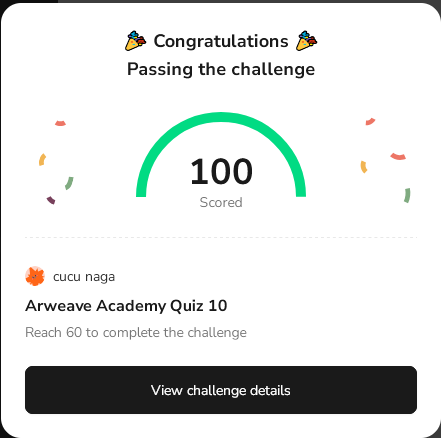 🎉 Congratulations 🎉
Passing the challenge
100
Scored
cucu naga
Arweave Academy Quiz 10
Reach 60 to complete the challenge
View challenge details